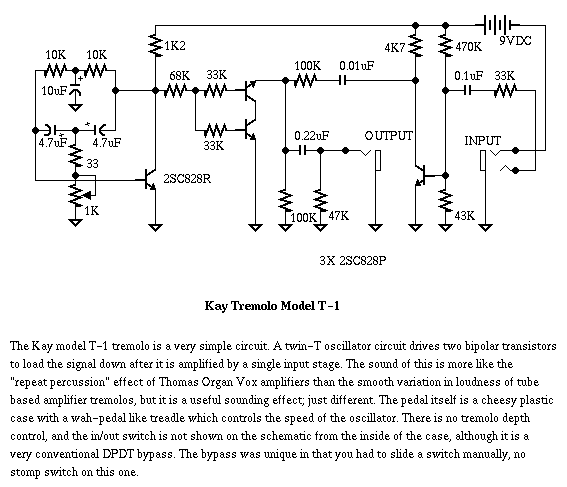 1K2
9VDC
10K
10K
4K7
470K
100K
0.01uF
68K
33K
0.1uF
33K
10uF
4.7uF
4.7uF
33K
0.22uF
OUTPUT
INPUT
33
2SC828R
1K
100K
47K
43K
3X 2SC828P
Kay Tremolo Model T-1
The Kay model T-1 tremolo is a very simple circuit. A twin-T oscillator circuit drives two bipolar transistors
to load the signal down after it is amplified by a single input stage. The sound of this is more like the
"repeat percussion" effect of Thomas Organ Vox amplifiers than the smooth variation in loudness of tube
based amplifier tremolos, but it is a useful sounding effect; just different. The pedal itself is a cheesy plastic
case with a wah-pedal like treadle which controls the speed of the oscillator. There is no tremolo depth
control, and the in/out switch is not shown on the schematic from the inside of the case, although it is a
very conventional DPDT bypass. The bypass was unique in that you had to slide a switch manually, no
stomp switch on this one.